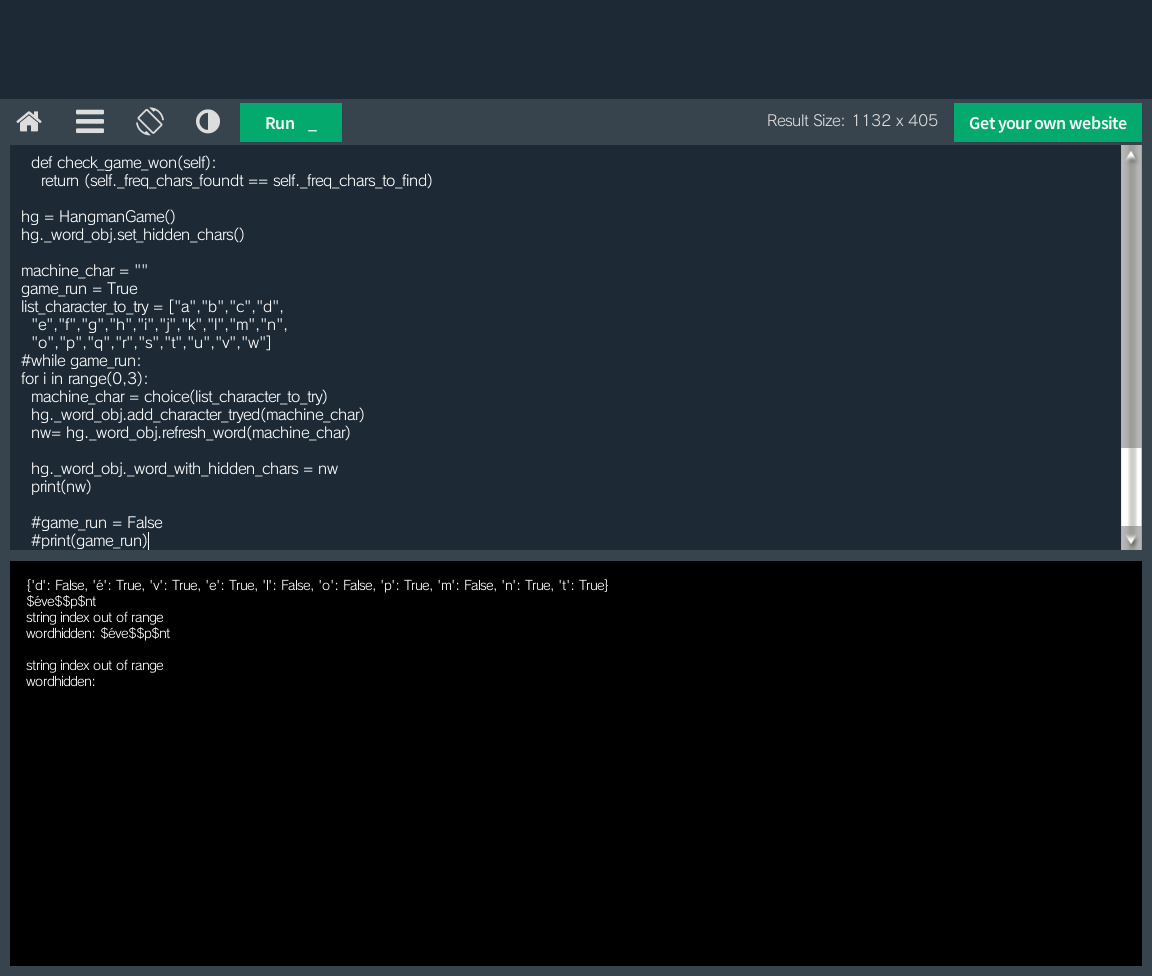 Run _
Result Size: 1132 x 405
Get your own website
def check_game_won(self):
return (self._freq_chars_foundt == self._freq_chars_to_find)
hg = HangmanGame()
hg._word_obj.set_hidden_chars()
machine_char = ""
game_run = True
list_character_to_try = ["a","b","c","d",
"e","f","g","h","i","j","k","l","m","n",
"o","p","q","r","s","t","u","v","w"]
#while game_run:
for i in range(0,3):
machine_char = choice(list_character_to_try)
hg._word_obj.add_character_tryed(machine_char)
nw= hg._word_obj.refresh_word(machine_char)
hg._word_obj._word_with_hidden_chars = nw
print(nw)
#game_run = False
#print(game_run)
{'d': False, 'é': True, 'v': True, 'e': True, 'l': False, 'o': False, 'p': True, 'm': False, 'n': True, 't': True}
$éve$$p$nt
string index out of range
wordhidden: $éve$$p$nt
string index out of range
wordhidden: